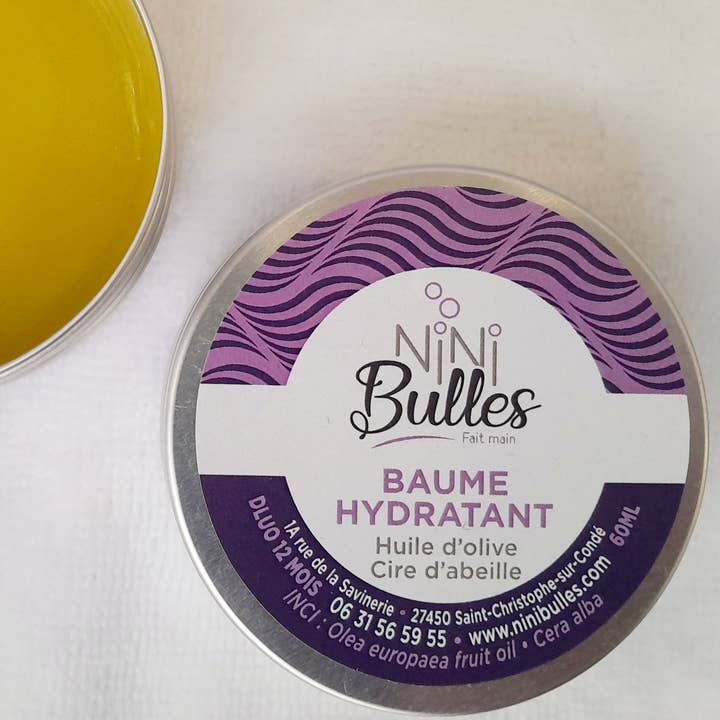 NiNi
Bulles
Fait main
BAUME
HYDRATANT
Huile d'olive
Cire d'abeille
DLUO 12 MOIS
60ML
1A rue de la Savinerie • 27450 Saint-Christophe-sur-Condé
06 31 56 59 55 • www.ninibulles.com
INCI : Olea europaea fruit oil • Cera alba